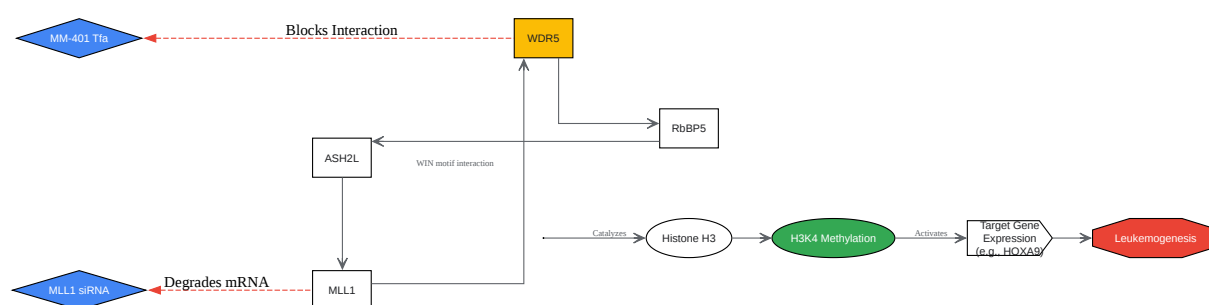 Blocks Interaction
MM-401 Tfa
WDR5
RbBP5
ASH2L
WIN motif interaction
Catalyzes
Histone H3
H3K4 Methylation
Activates
Target Gene
Expression
(e.g., HOXA9)
Leukemogenesis
Degrades mRNA
MLL1 siRNA
MLL1